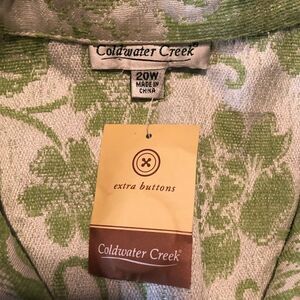 Coldwater Creek®
20W
MADE IN
CHINA
extra buttons
Coldwater Creek®